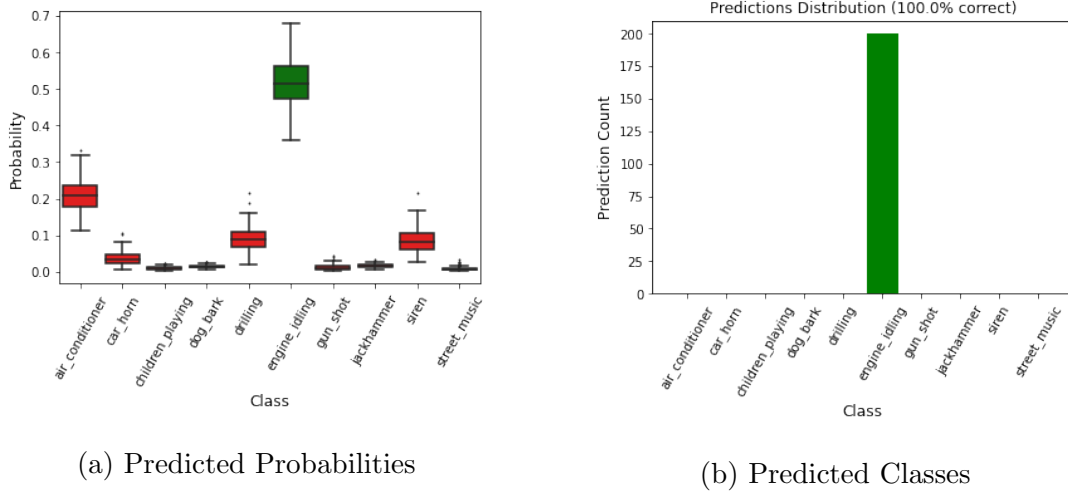 0.7
0.6
0.5
0.4
0.3
0.2
0.1
0.0
Probability
air_conditioner
car_horn
children_playing
dog_bark
drilling
engine_idling
gun_shot
jackhammer
siren
street_music
Class
(a) Predicted Probabilities
Predictions Distribution (100.0% correct)
200
175
150
125
100
75
50
25
0
Prediction Count
air_conditioner
car_horn
children_playing
dog_bark
drilling
engine_idling
gun_shot
jackhammer
siren
street_music
Class
(b) Predicted Classes